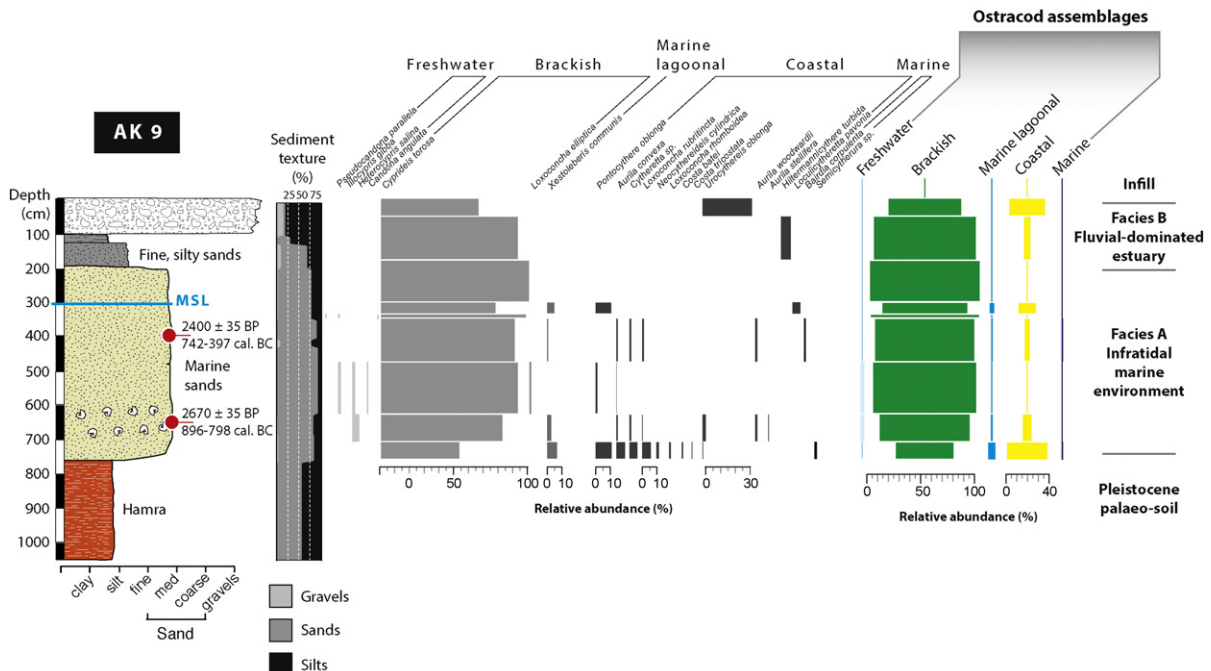 Ostracod assemblages
Marine
lagoonal
Freshwater
Brackish
Coastal
Marine
AK 9
Sediment
texture
(%)
25 50 75
Pseudocandona parallela
Ilyocypris gibba
Heterocypris salina
Candona angulata
Cyprideis torosa
Loxoconcha elliptica
Xestoleberis communis
Pontocythere oblonga
Aurila convexa
Cytheretta sp.
Loxoconcha rubritincta
Neocytherideis cylindrica
Loxoconcha rhomboidea
Costa batei
Costa tripostata
Urocythereis oblonga
Aurila woodwardii
Hiltermannicythere turbida
Bairdia corpulenta
Semicytherura sp.
Freshwater
Brackish
Marine lagoonal
Coastal
Marine
Depth
(cm)
100
200
300
400
500
600
700
800
900
1000
Fine, silty sands
MSL
2400 ± 35 BP
742-397 cal. BC
Marine
sands
2670 ± 35 BP
896-798 cal. BC
Hamra
Infill
Facies B
Fluvial-dominated
estuary
Facies A
Infratidal
marine
environment
Pleistocene
palaeo-soil
0 50 100
0 10
0 10
0 10
0 30
Relative abundance (%)
0 50 100
0 40
Relative abundance (%)
clay
silt
fine
med
coarse
gravels
Sand
Gravels
Sands
Silts